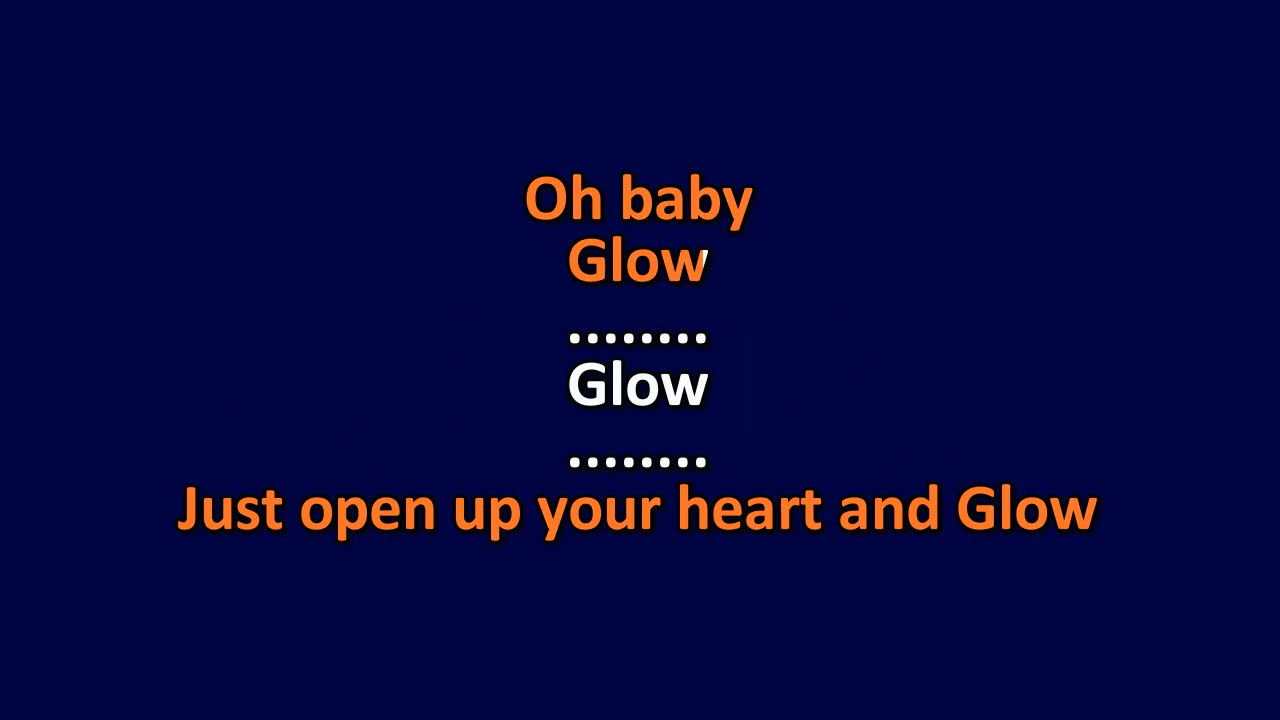 Oh baby
Glow
........
Glow
........
Just open up your heart and Glow